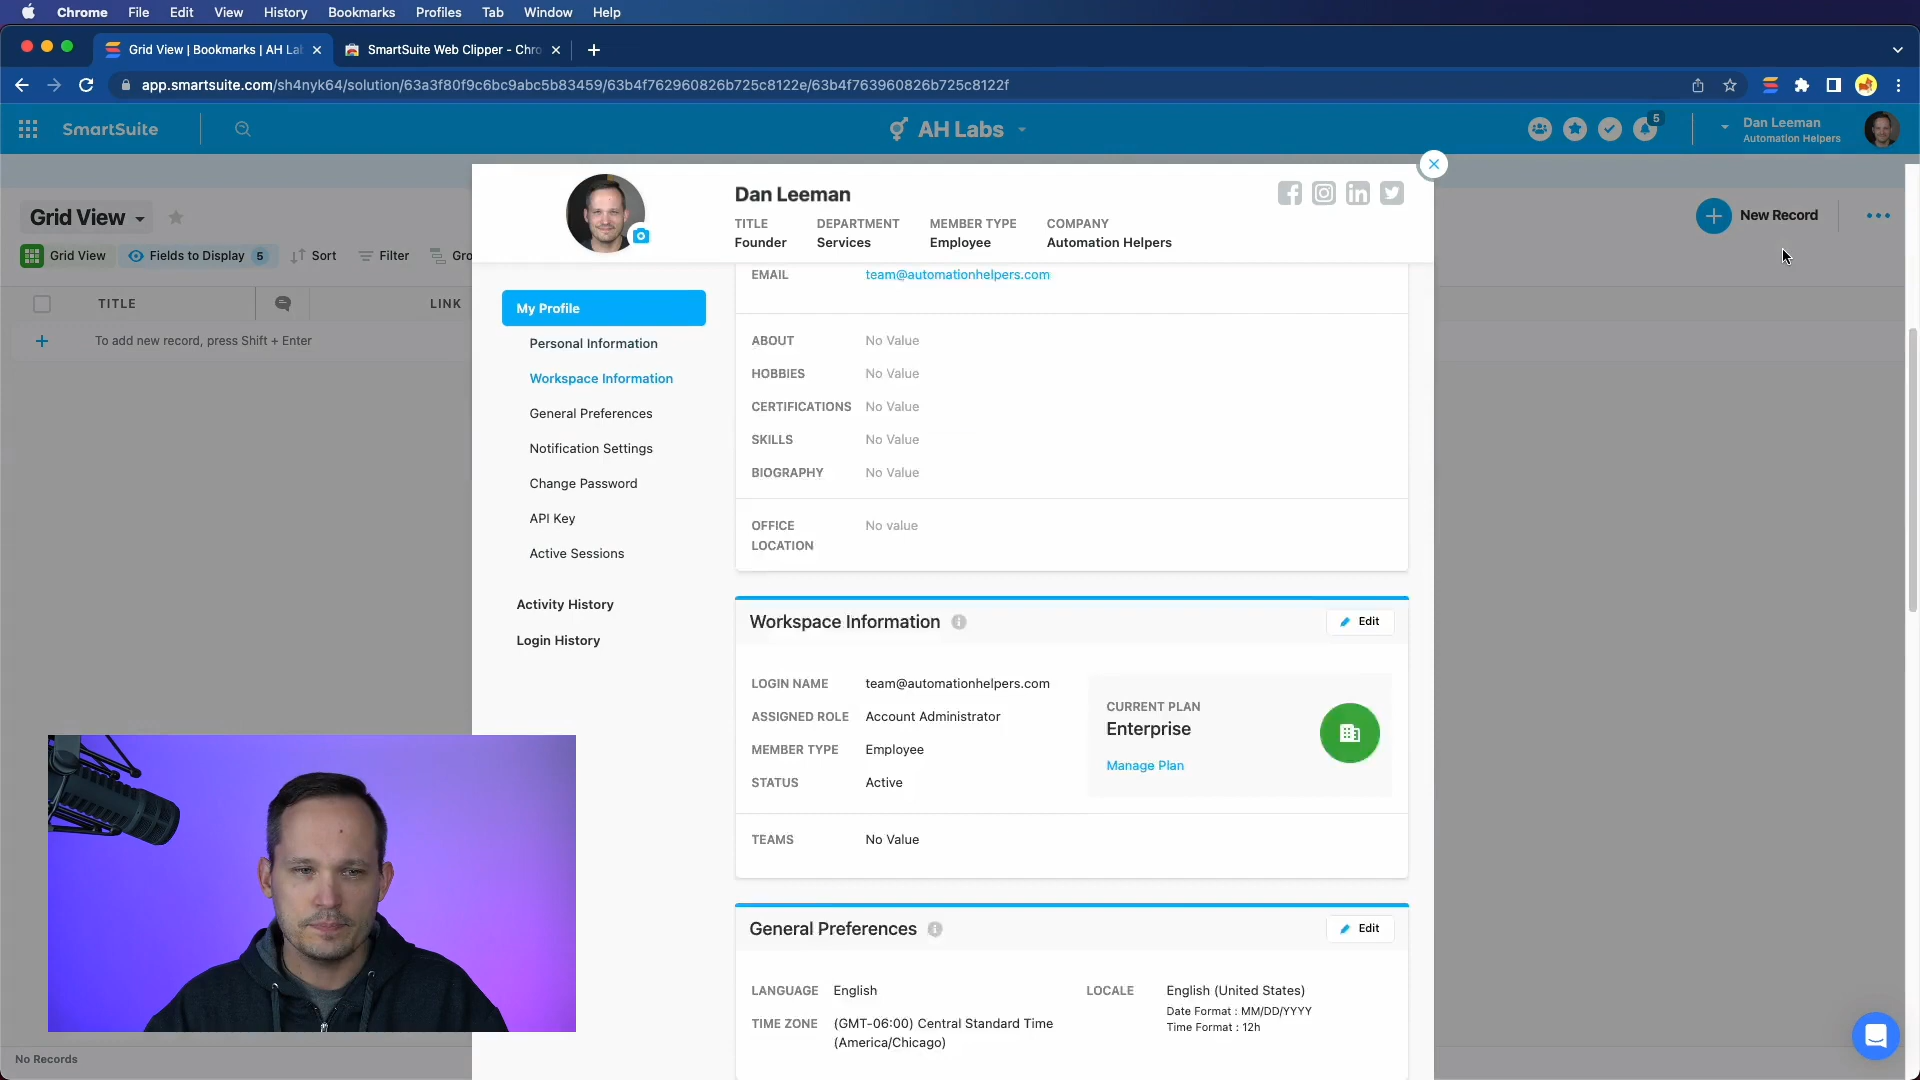 Chrome File Edit View History Bookmarks Profiles Tab Window Help
Grid View | Bookmarks | AH La
SmartSuite Web Clipper - Chro
app.smartsuite.com/sh4nyk64/solution/63a3f80f9c6bc9abc5b83459/63b4f762960826b725c8122e/63b4f763960826b725c8122f
SmartSuite
AH Labs
5
Dan Leeman
Automation Helpers
Grid View
New Record
Grid View
Fields to Display 5
Sort
Filter
Gro
TITLE
LINK
To add new record, press Shift + Enter
No Records
Dan Leeman
TITLE DEPARTMENT MEMBER TYPE COMPANY
Founder Services Employee Automation Helpers
My Profile
Personal Information
Workspace Information
General Preferences
Notification Settings
Change Password
API Key
Active Sessions
Activity History
Login History
EMAIL team@automationhelpers.com
ABOUT No Value
HOBBIES No Value
CERTIFICATIONS No Value
SKILLS No Value
BIOGRAPHY No Value
OFFICE No value
LOCATION
Workspace Information
Edit
LOGIN NAME team@automationhelpers.com
ASSIGNED ROLE Account Administrator
MEMBER TYPE Employee
STATUS Active
CURRENT PLAN
Enterprise
Manage Plan
TEAMS No Value
General Preferences
Edit
LANGUAGE English
TIME ZONE (GMT-06:00) Central Standard Time
(America/Chicago)
LOCALE English (United States)
Date Format : MM/DD/YYYY
Time Format : 12h